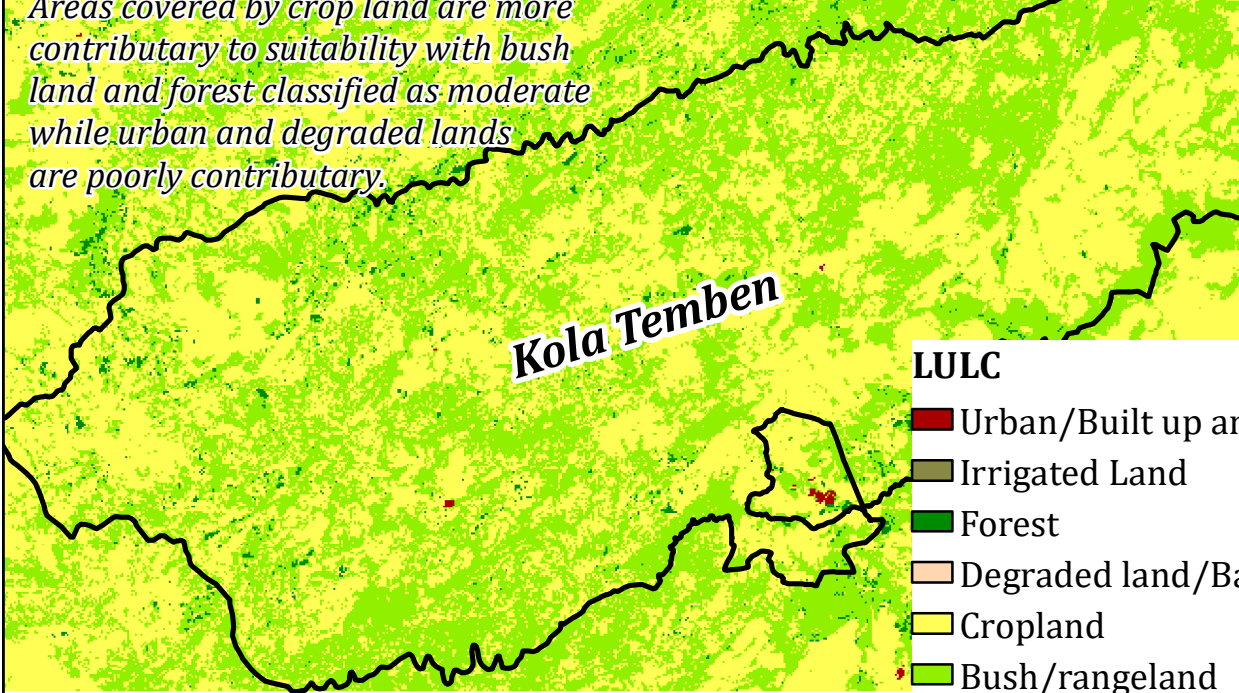 Areas covered by crop land are more
contributary to suitability with bush
land and forest classified as moderate
while urban and degraded lands
are poorly contributary.
Kola Temben
LULC
Urban/Built up
Irrigated Land
Forest
Degraded land/
Cropland
Bush/rangeland